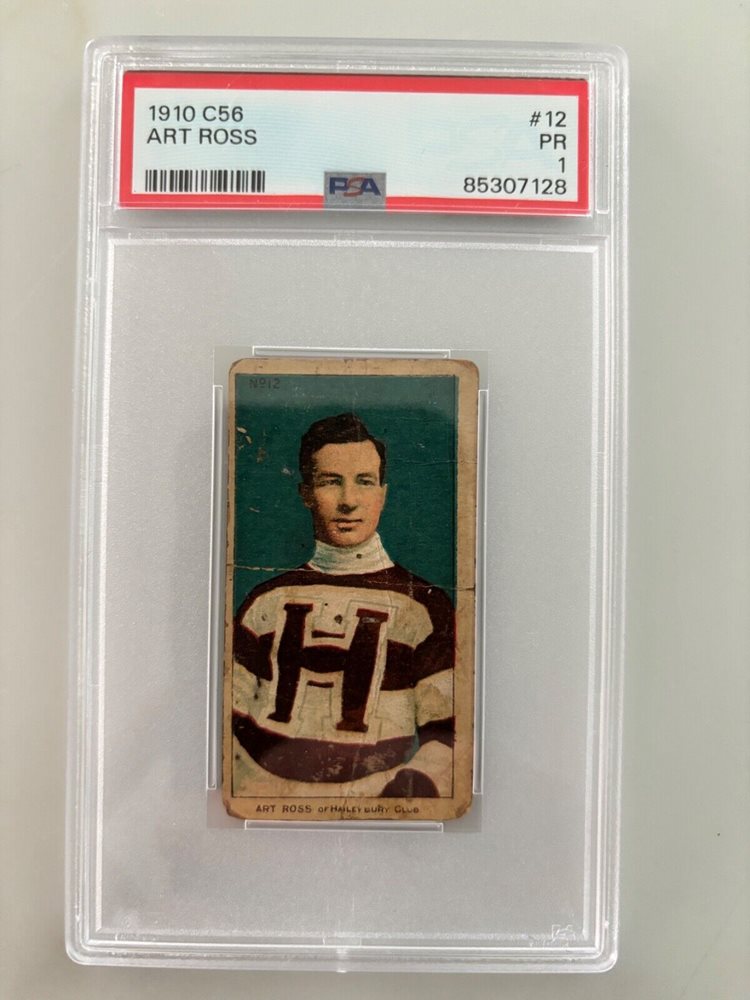 1910 C56
ART ROSS
#12
PR
1
85307128
PSA
Nº12
H
ART ROSS OF HAILEYBURY CLUB